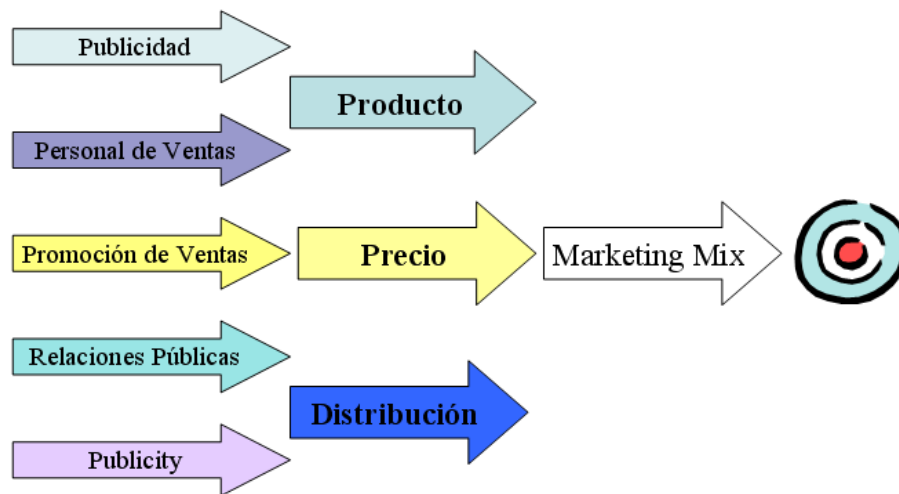 Publicidad
Personal de Ventas
Promoción de Ventas
Relaciones Públicas
Publicity
Producto
Precio
Distribución
Marketing Mix